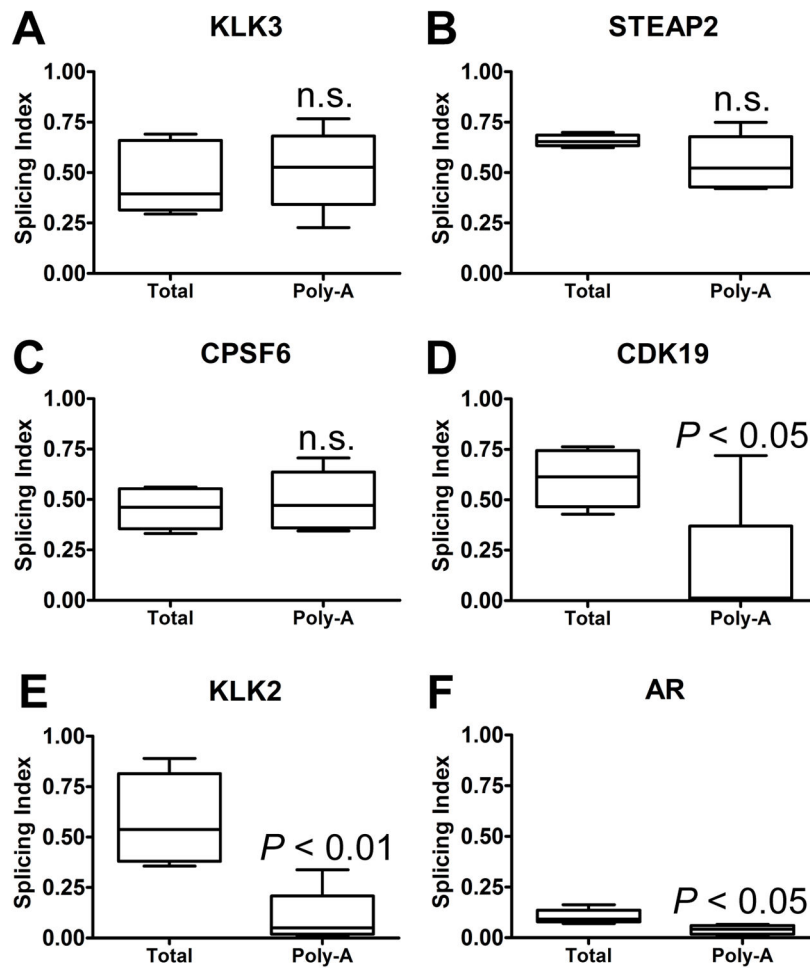 A
KLK3
Splicing Index
1.00
0.75
0.50
0.25
0.00
n.s.
Total
Poly-A
B
STEAP2
Splicing Index
1.00
0.75
0.50
0.25
0.00
n.s.
Total
Poly-A
C
CPSF6
Splicing Index
1.00
0.75
0.50
0.25
0.00
n.s.
Total
Poly-A
D
CDK19
Splicing Index
1.00
0.75
0.50
0.25
0.00
P < 0.05
Total
Poly-A
E
KLK2
Splicing Index
1.00
0.75
0.50
0.25
0.00
P < 0.01
Total
Poly-A
F
AR
Splicing Index
1.00
0.75
0.50
0.25
0.00
P < 0.05
Total
Poly-A